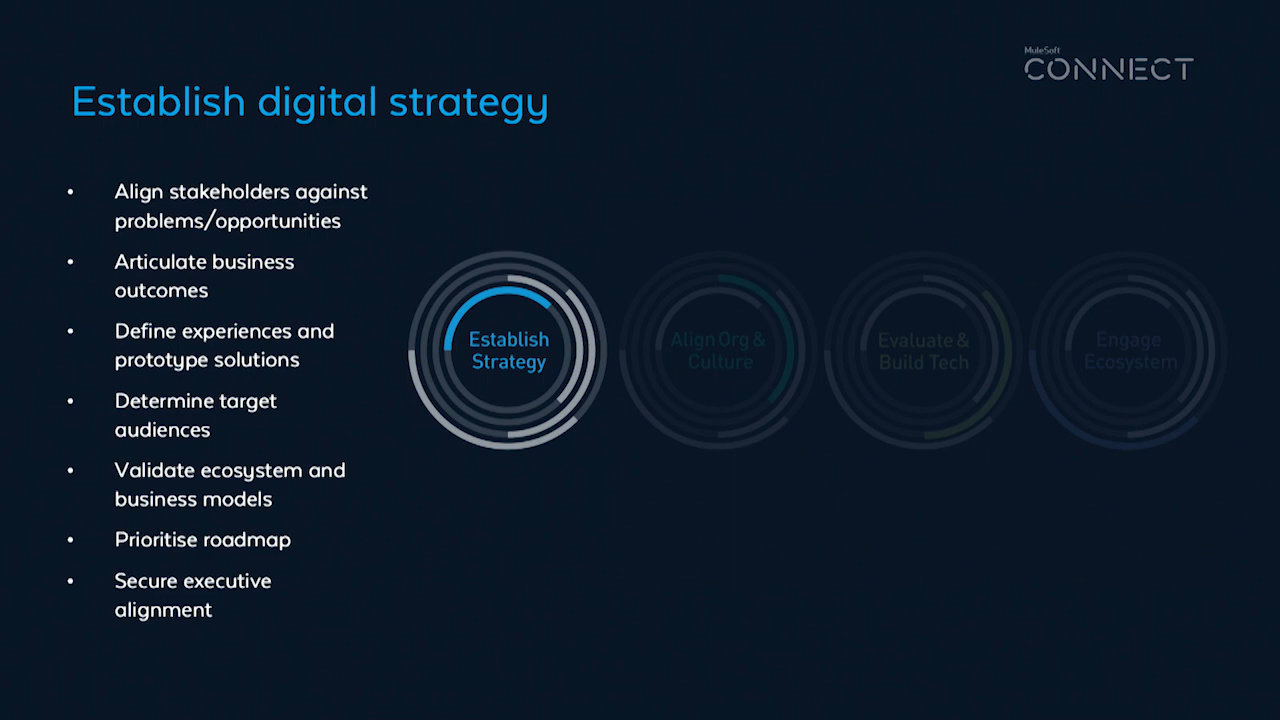 MuleSoft
CONNECT
Establish digital strategy
• Align stakeholders against
problems/opportunities
• Articulate business
outcomes
• Define experiences and
prototype solutions
• Determine target
audiences
• Validate ecosystem and
business models
• Prioritise roadmap
• Secure executive
alignment
Establish
Strategy
Align Org &
Culture
Evaluate &
Build Tech
Engage
Ecosystem